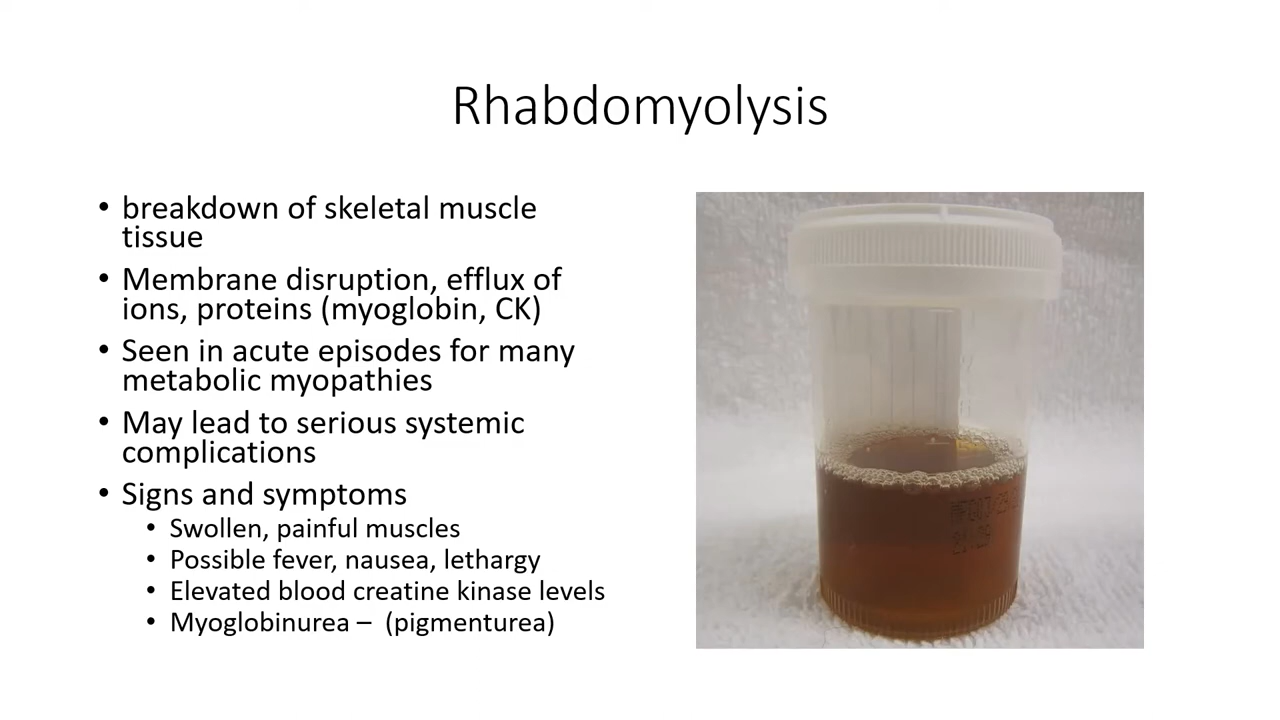 Rhabdomyolysis
• breakdown of skeletal muscle
tissue
• Membrane disruption, efflux of
ions, proteins (myoglobin, CK)
• Seen in acute episodes for many
metabolic myopathies
• May lead to serious systemic
complications
• Signs and symptoms
• Swollen, painful muscles
• Possible fever, nausea, lethargy
• Elevated blood creatine kinase levels
• Myoglobinurea – (pigmenturea)